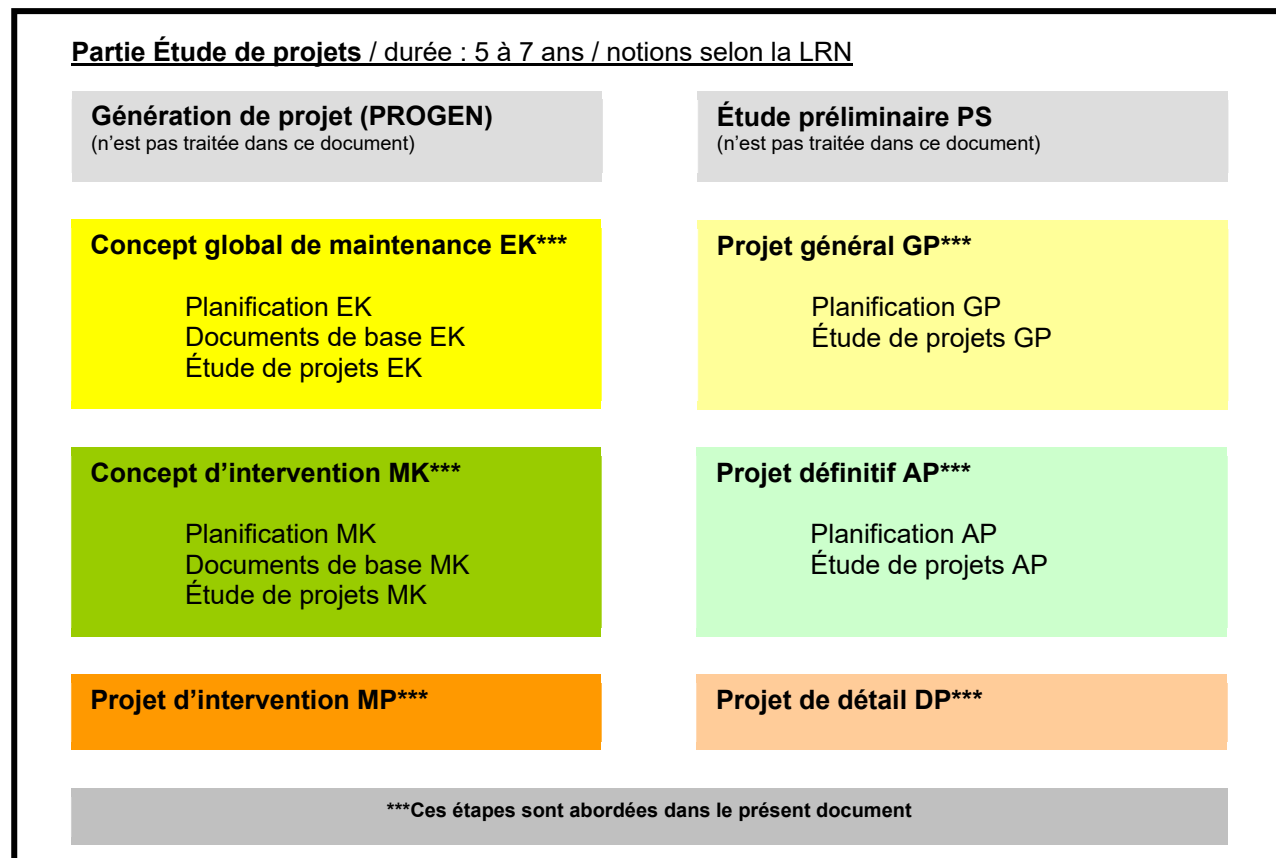 Partie Étude de projets / durée : 5 à 7 ans / notions selon la LRN
Génération de projet (PROGEN)
(n'est pas traitée dans ce document)
Étude préliminaire PS
(n'est pas traitée dans ce document)
Concept global de maintenance EK***
Planification EK
Documents de base EK
Étude de projets EK
Projet général GP***
Planification GP
Étude de projets GP
Concept d'intervention MK***
Planification MK
Documents de base MK
Étude de projets MK
Projet définitif AP***
Planification AP
Étude de projets AP
Projet d'intervention MP***
Projet de détail DP***
***Ces étapes sont abordées dans le présent document